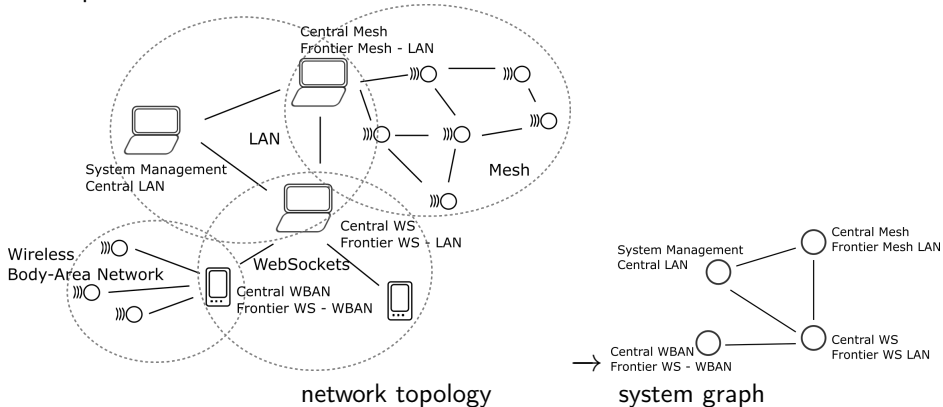 Central Mesh
Frontier Mesh - LAN
LAN
Mesh
System Management
Central LAN
Central WS
Frontier WS - LAN
Wireless
Body-Area Network
WebSockets
Central WBAN
Frontier WS - WBAN
network topology
Central Mesh
Frontier Mesh LAN
System Management
Central LAN
Central WS
Frontier WS LAN
Central WBAN
Frontier WS - WBAN
→
system graph